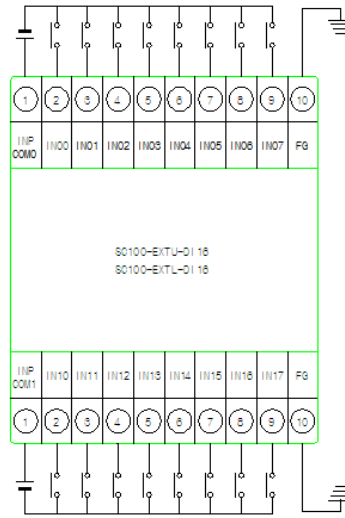 1 2 3 4 5 6 7 8 9 10
INP COM0 IN00 IN01 IN02 IN03 IN04 IN05 IN06 IN07 FG
SC100-EXTU-DI16
SC100-EXTL-DI16
INP COM1 IN10 IN11 IN12 IN13 IN14 IN15 IN16 IN17 FG
1 2 3 4 5 6 7 8 9 10